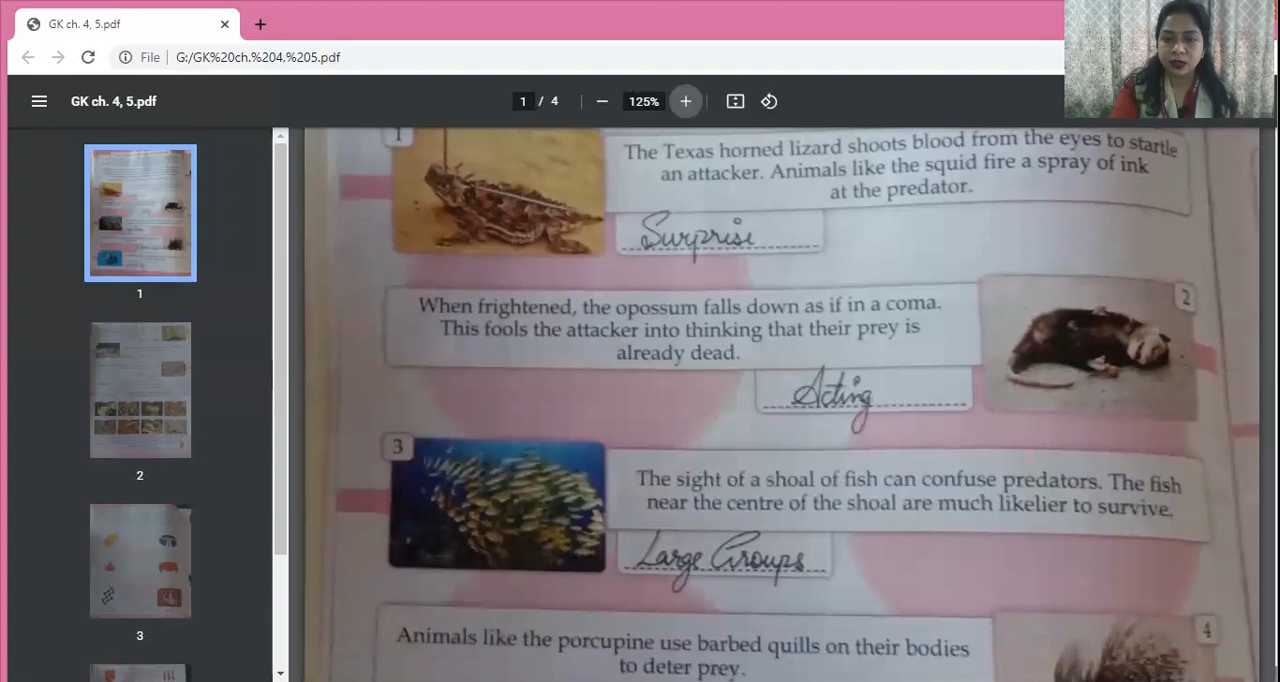 GK ch. 4, 5.pdf
File G:/GK%20ch.%204,%205.pdf
GK ch. 4, 5.pdf
1 / 4
125%
1
The Texas horned lizard shoots blood from the eyes to startle
an attacker. Animals like the squid fire a spray of ink
at the predator.
Surprise
When frightened, the opossum falls down as if in a coma.
This fools the attacker into thinking that their prey is
already dead.
2
Acting
3
The sight of a shoal of fish can confuse predators. The fish
near the centre of the shoal are much likelier to survive.
Large Groups
Animals like the porcupine use barbed quills on their bodies
to deter prey.
4
1
2
3